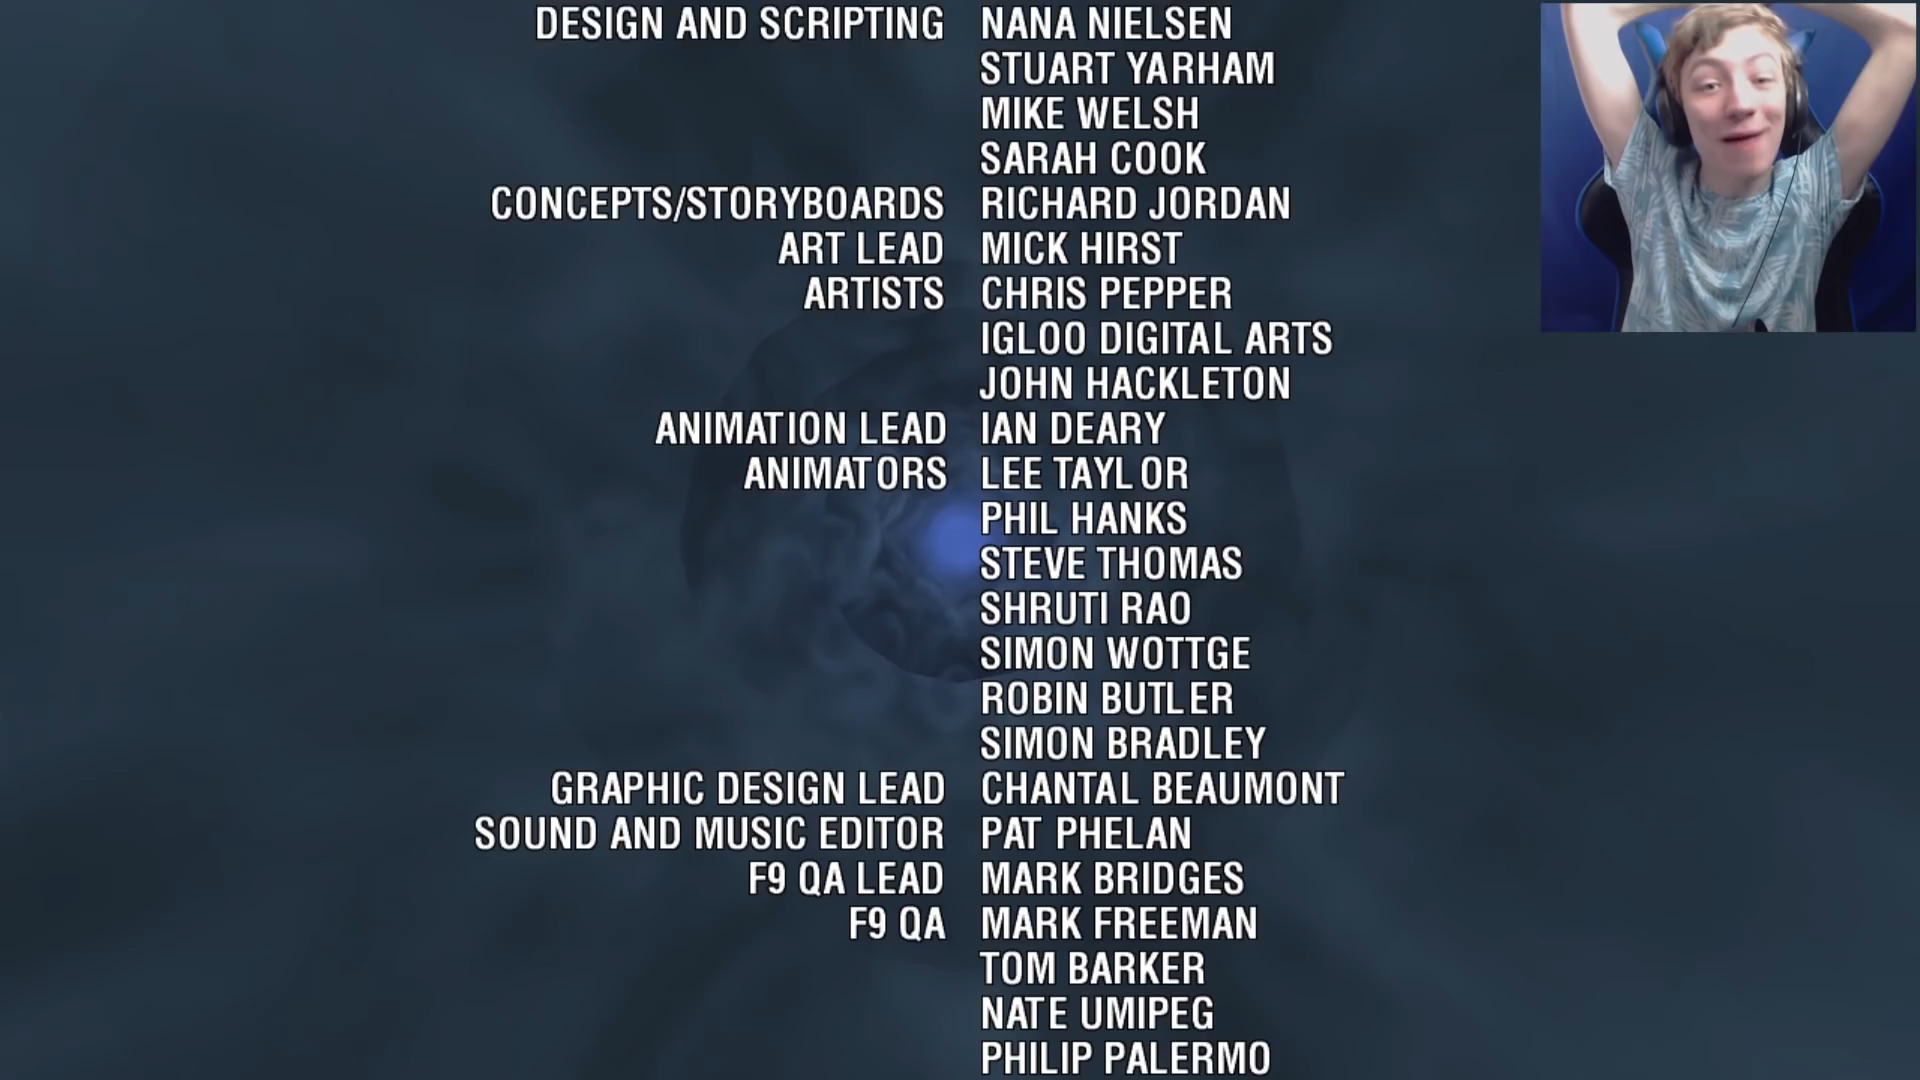 DESIGN AND SCRIPTING NANA NIELSEN
STUART YARHAM
MIKE WELSH
SARAH COOK
CONCEPTS/STORYBOARDS RICHARD JORDAN
ART LEAD MICK HIRST
ARTISTS CHRIS PEPPER
IGLOO DIGITAL ARTS
JOHN HACKLETON
ANIMATION LEAD IAN DEARY
ANIMATORS LEE TAYLOR
PHIL HANKS
STEVE THOMAS
SHRUTI RAO
SIMON WOTTGE
ROBIN BUTLER
SIMON BRADLEY
GRAPHIC DESIGN LEAD CHANTAL BEAUMONT
SOUND AND MUSIC EDITOR PAT PHELAN
F9 QA LEAD MARK BRIDGES
F9 QA MARK FREEMAN
TOM BARKER
NATE UMIPEG
PHILIP PALERMO